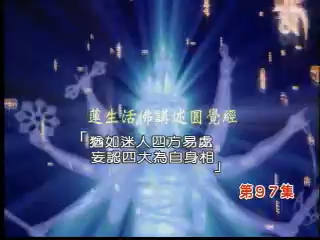 蓮生活佛講述圓覺經
「猶如迷人四方易處
妄認四大為自身相」
第97集